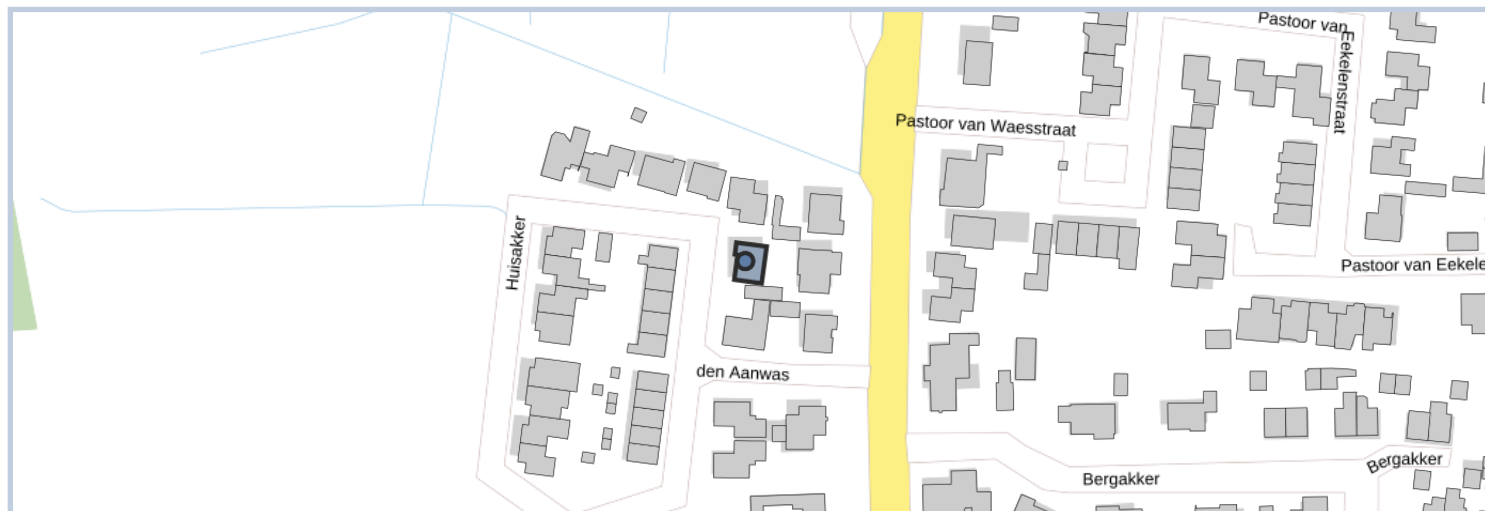 Pastoor van
Eekelenstraat
Pastoor van Waesstraat
Huisakker
Pastoor van Eekele
den Aanwas
Bergakker
Bergakker